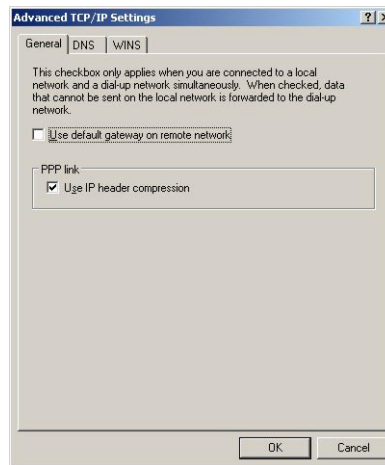 Advanced TCP/IP Settings
General DNS WINS
This checkbox only applies when you are connected to a local
network and a dial-up network simultaneously. When checked, data
that cannot be sent on the local network is forwarded to the dial-up
network.
Use default gateway on remote network
PPP link
Use IP header compression
OK Cancel